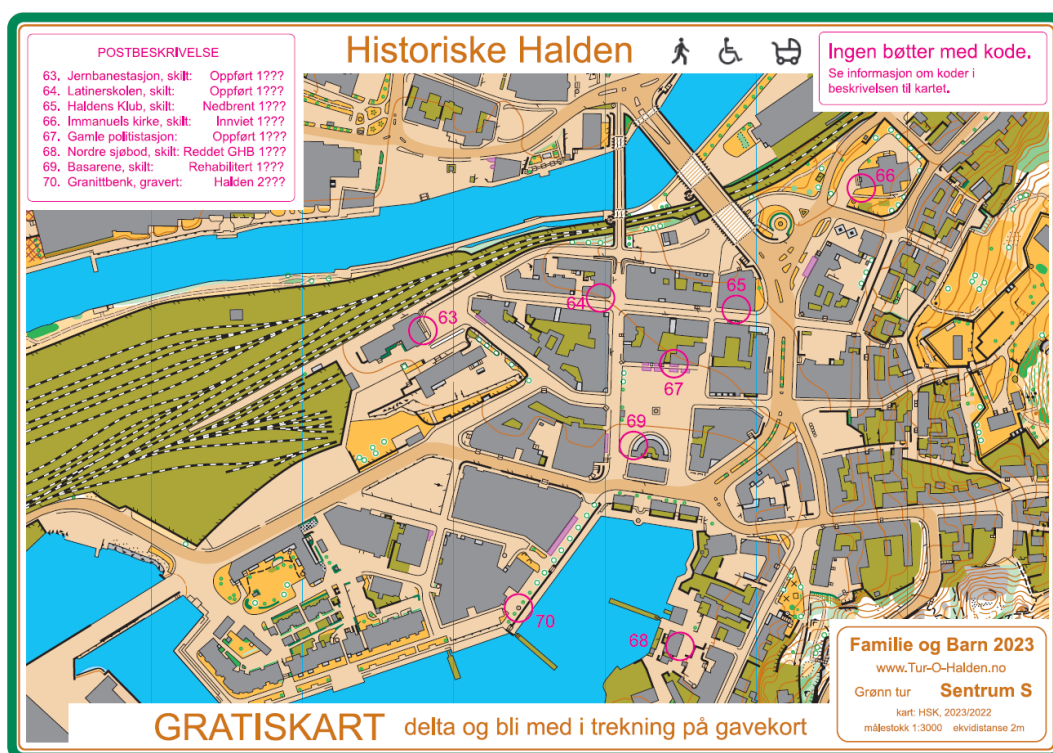 Historiske Halden
POSTBESKRIVELSE
63, Jernbanestasjon, skilt: Oppført 1???
64. Latinerskolen, skilt: Oppført 1???
65. Haldens Klub, skilt: Nedbrent 1???
66. Immanuels kirke, skilt: Innviet 1???
67. Gamle politistasjon: Oppført 1???
68. Nordre sjøbod, skilt: Reddet GHB 1???
69. Basarene, skilt: Rehabilitert 1???
70. Granittbenk, gravert: Halden 2???
Ingen bøtter med kode.
Se informasjon om koder i
beskrivelsen til kartet.
66
65
64
63
67
69
70
68
Familie og Barn 2023
www.Tur-O-Halden.no
Grønn tur Sentrum S
kart: HSK, 2023/2022
målestokk 1:3000 ekvidistanse 2m
GRATISKART delta og bli med i trekning på gavekort